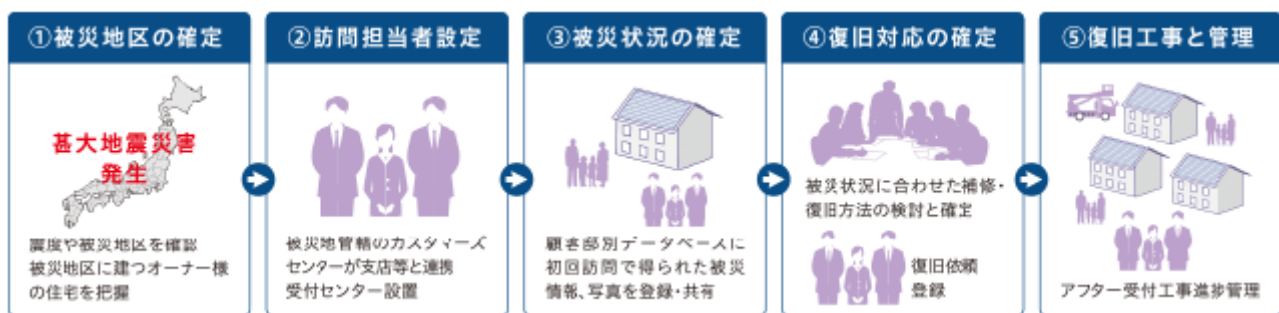 ①被災地区の確定
甚大地震災害
発生
震度や被災地区を確認
被災地区に建つオーナー様
の住宅を把握
②訪問担当者設定
被災地管轄のカスタマーズ
センターが支店等と連携
受付センター設置
③被災状況の確定
顧客邸別データベースに
初回訪問で得られた被災
情報、写真を登録・共有
④復旧対応の確定
被災状況に合わせた補修・
復旧方法の検討と確定
復旧依頼
登録
⑤復旧工事と管理
アフター受付工事進捗管理